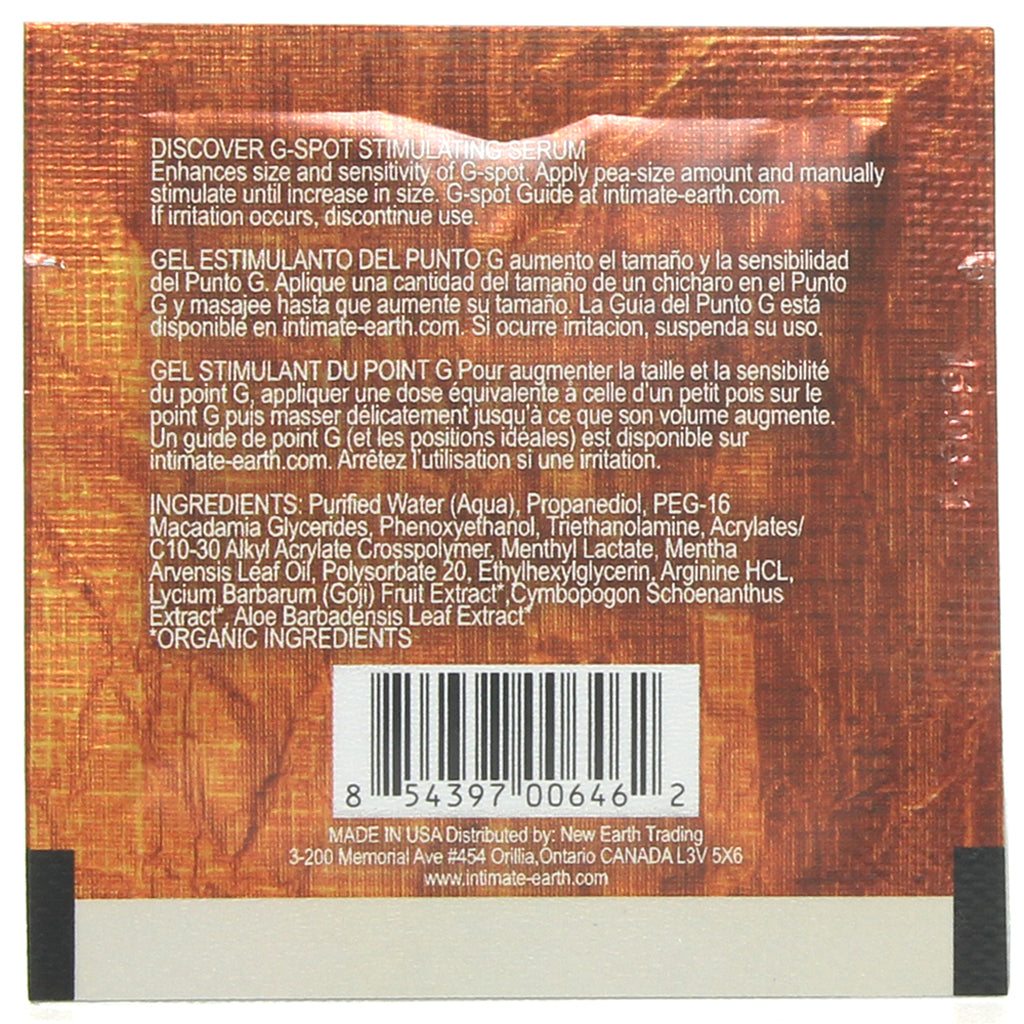 DISCOVER G-SPOT STIMULATING SERUM
Enhances size and sensitivity of G-spot. Apply pea-size amount and manually
stimulate until increase in size. G-spot Guide at intimate-earth.com.
If irritation occurs, discontinue use.
GEL ESTIMULANTO DEL PUNTO G aumento el tamaño y la sensibilidad
del Punto G. Aplique una cantidad del tamaño de un chicharo en el Punto
G y masajee hasta que aumente su tamaño. La Guía del Punto G está
disponible en intimate-earth.com. Si ocurre irritacion, suspenda su uso.
GEL STIMULANT DU POINT G Pour augmenter la taille et la sensibilité
du point G, appliquer une dose équivalente à celle d'un petit pois sur le
point G puis masser délicatement jusqu'à ce que son volume augmente.
Un guide de point G (et les positions idéales) est disponible sur
intimate-earth.com. Arrêtez l'utilisation si une irritation.
INGREDIENTS: Purified Water (Aqua), Propanediol, PEG-16
Macadamia Glycerides, Phenoxyethanol, Triethanolamine, Acrylates/
C10-30 Alkyl Acrylate Crosspolymer, Menthyl Lactate, Mentha
Arvensis Leaf Oil, Polysorbate 20, Ethylhexylglycerin, Arginine HCL,
Lycium Barbarum (Goji) Fruit Extract*,Cymbopogon Schoenanthus
Extract*, Aloe Barbadensis Leaf Extract*
*ORGANIC INGREDIENTS
8 54397 00646 2
MADE IN USA Distributed by: New Earth Trading
3-200 Memorial Ave #454 Orillia,Ontario CANADA L3V 5X6
www.intimate-earth.com